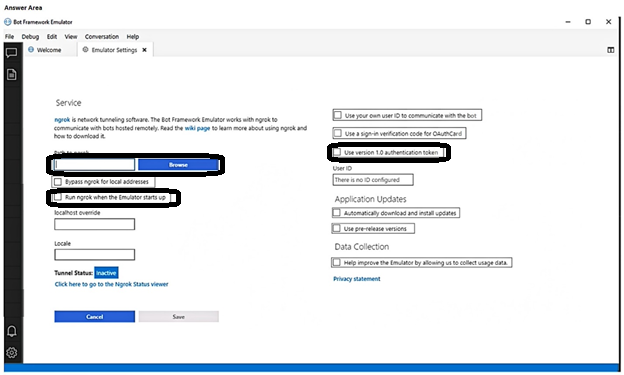 Answer Area
Bot Framework Emulator
File Debug Edit View Conversation Help
Welcome Emulator Settings
Service
ngrok is network tunneling software. The Bot Framework Emulator works with ngrok to
communicate with bots hosted remotely. Read the wiki page to learn more about using ngrok and
how to download it.
Path to ngrok
Browse
Bypass ngrok for local addresses
Run ngrok when the Emulator starts up
localhost override
Locale
Tunnel Status: Inactive
Click here to go to the Ngrok Status viewer
Cancel Save
Use your own user ID to communicate with the bot
Use a sign-in verification code for OAuthCard
Use version 1.0 authentication token
User ID
There is no ID configured
Application Updates
Automatically download and install updates
Use pre-release versions
Data Collection
Help improve the Emulator by allowing us to collect usage data.
Privacy statement